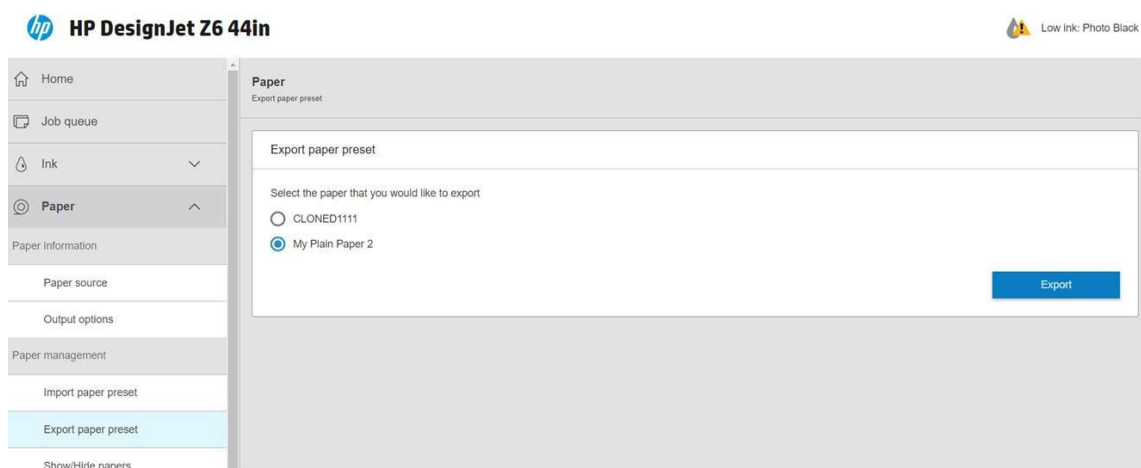 hp HP DesignJet Z6 44in
Low ink: Photo Black
Home
Job queue
Ink
Paper
Paper information
Paper source
Output options
Paper management
Import paper preset
Export paper preset
Show/Hide papers
Paper
Export paper preset
Export paper preset
Select the paper that you would like to export
CLONED1111
My Plain Paper 2
Export